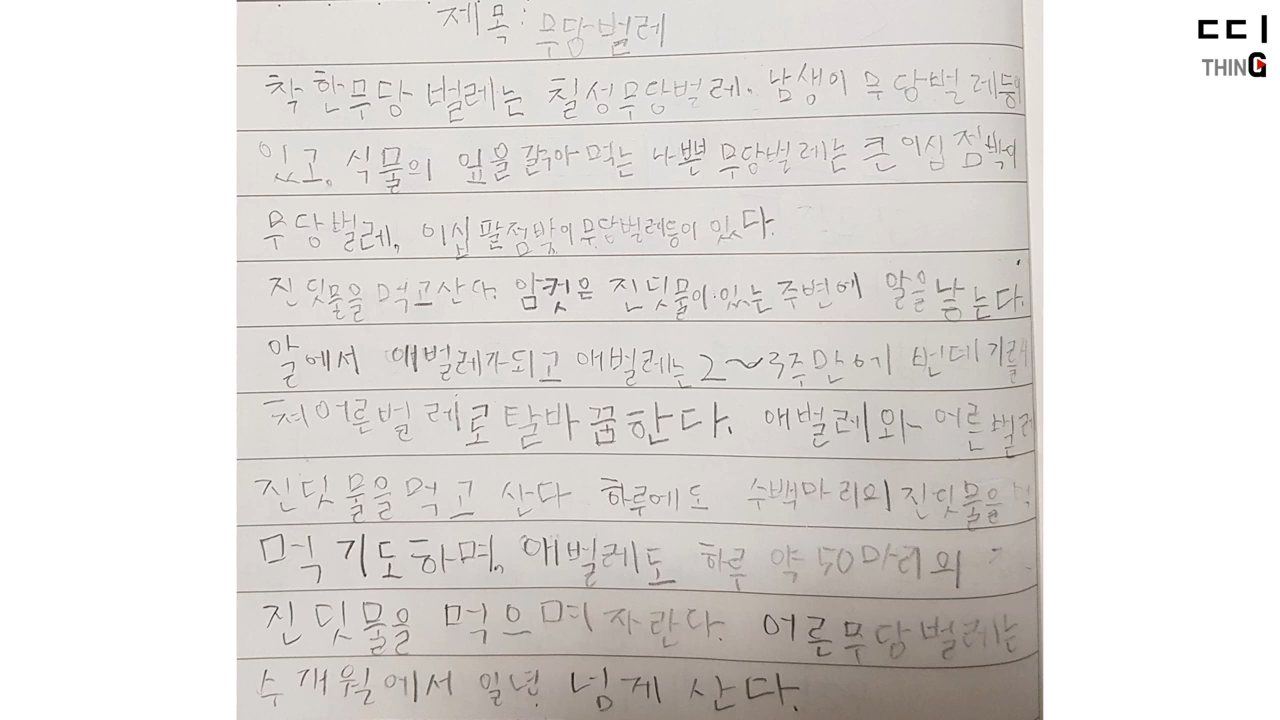 제목: 무당벌레
ㄸㅣ
THING
착한무당벌레는 칠성무당벌레. 남생이 무당벌레등이
있고, 식물의 잎을 갉아 먹는 나쁜 무당벌레는 큰 이십 점박이
무당벌레, 이십팔점밪이무당벌레등이 있다.
진딧물을 먹고산다. 암컷은 진딧물이 있는 주변에 알을 낳는다.
앒에서 애벌레가되고 애벌레는 2~3주만에 번데기를
쳐어른벌레로탈바꿈한다. 애벌레와 어른벌레
진딧물을먹고 산다 하루에도 수백마리의진딧물을
먹기도하며, 애벌레도 하루 약 50마리의
진딧물을 먹으며자란다. 어른무당벌레는
수개월에서 일년 넘게 산다.